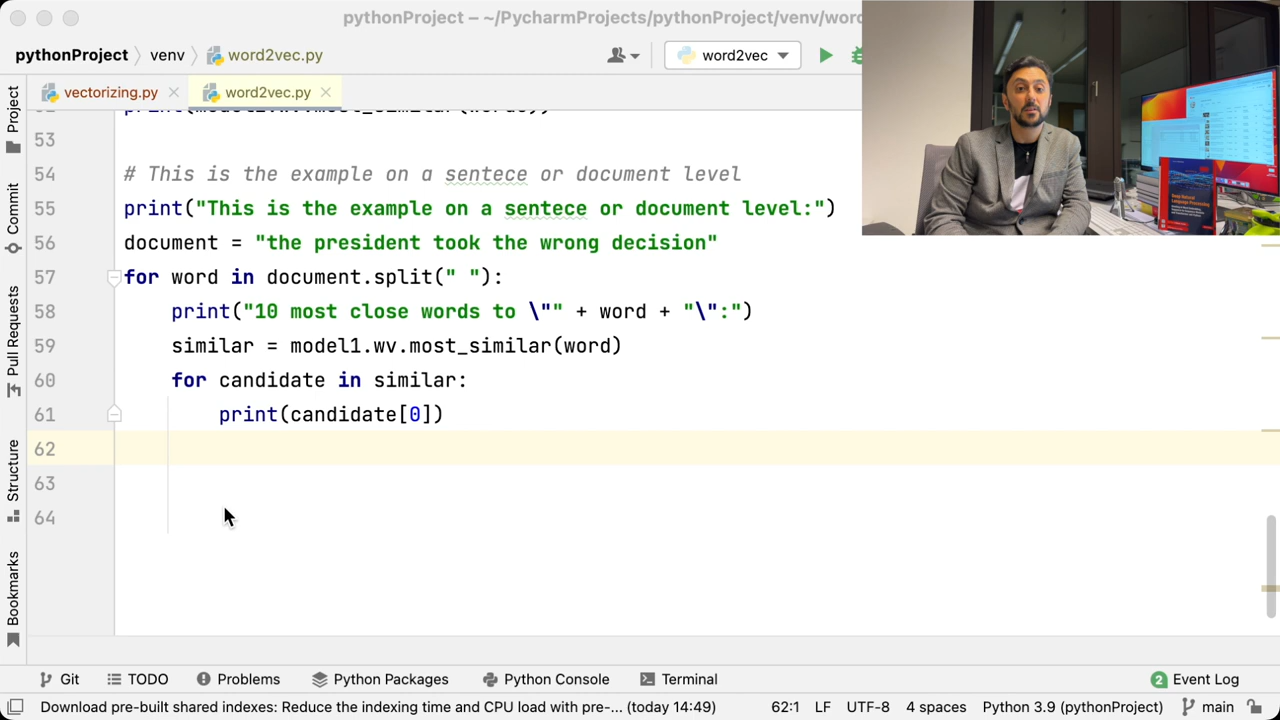 pythonProject – ~/PycharmProjects/pythonProject/venv/word
pythonProject venv word2vec.py
word2vec
vectorizing.py word2vec.py
Project
Commit
Pull Requests
Structure
Bookmarks
53
54 # This is the example on a sentece or document level
55 print("This is the example on a sentece or document level:")
56 document = "the president took the wrong decision"
57 for word in document.split(" "):
58 print("10 most close words to \"" + word + "\":")
59 similar = model1.wv.most_similar(word)
60 for candidate in similar:
61 print(candidate[0])
62
63
64
Git TODO Problems Python Packages Python Console Terminal 2 Event Log
Download pre-built shared indexes: Reduce the indexing time and CPU load with pre-... (today 14:49) 62:1 LF UTF-8 4 spaces Python 3.9 (pythonProject) main